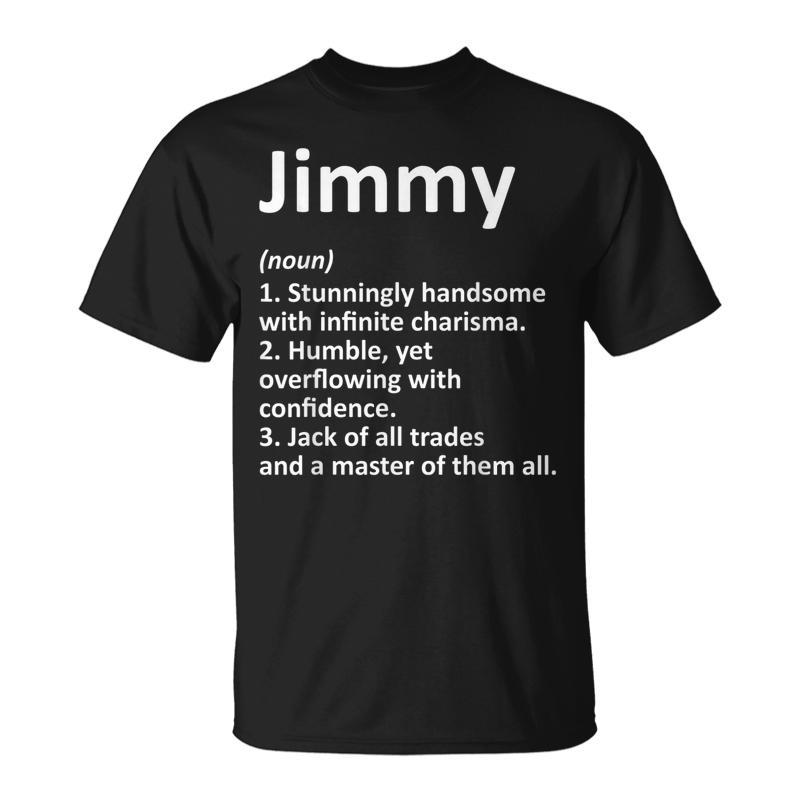 Jimmy
(noun)
1. Stunningly handsome
with infinite charisma.
2. Humble, yet
overflowing with
confidence.
3. Jack of all trades
and a master of them all.